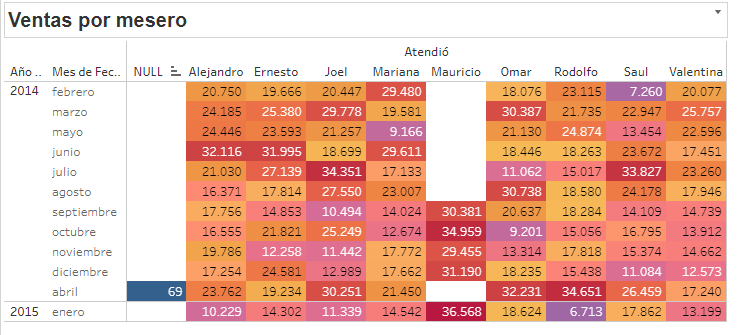 Ventas por mesero
Atendió
Año .. Mes de Fec.. NULL Alejandro Ernesto Joel Mariana Mauricio Omar Rodolfo Saul Valentina
2014 febrero 20.750 19.666 20.447 29.480 18.076 23.115 7.260 20.077
marzo 24.185 25.380 29.778 19.581 30.387 21.735 22.947 25.757
mayo 24.446 23.593 21.257 9.166 21.130 24.874 13.454 22.596
junio 32.116 31.995 18.699 29.611 18.446 18.263 23.672 17.451
julio 21.030 27.139 34.351 17.133 11.062 15.017 33.827 23.260
agosto 16.371 17.814 27.550 23.007 30.738 18.580 24.178 17.946
septiembre 17.756 14.853 10.494 14.024 30.381 20.637 18.284 14.109 14.739
octubre 16.555 21.821 25.249 12.674 34.959 9.201 15.056 16.795 13.912
noviembre 19.786 12.258 11.442 17.772 29.455 13.314 17.818 15.374 14.662
diciembre 17.254 24.581 12.989 17.662 31.190 18.235 15.438 11.084 12.573
abril 69 23.762 19.234 30.251 21.450 32.231 34.651 26.459 17.240
2015 enero 10.229 14.302 11.339 14.542 36.568 18.624 6.713 17.862 13.199